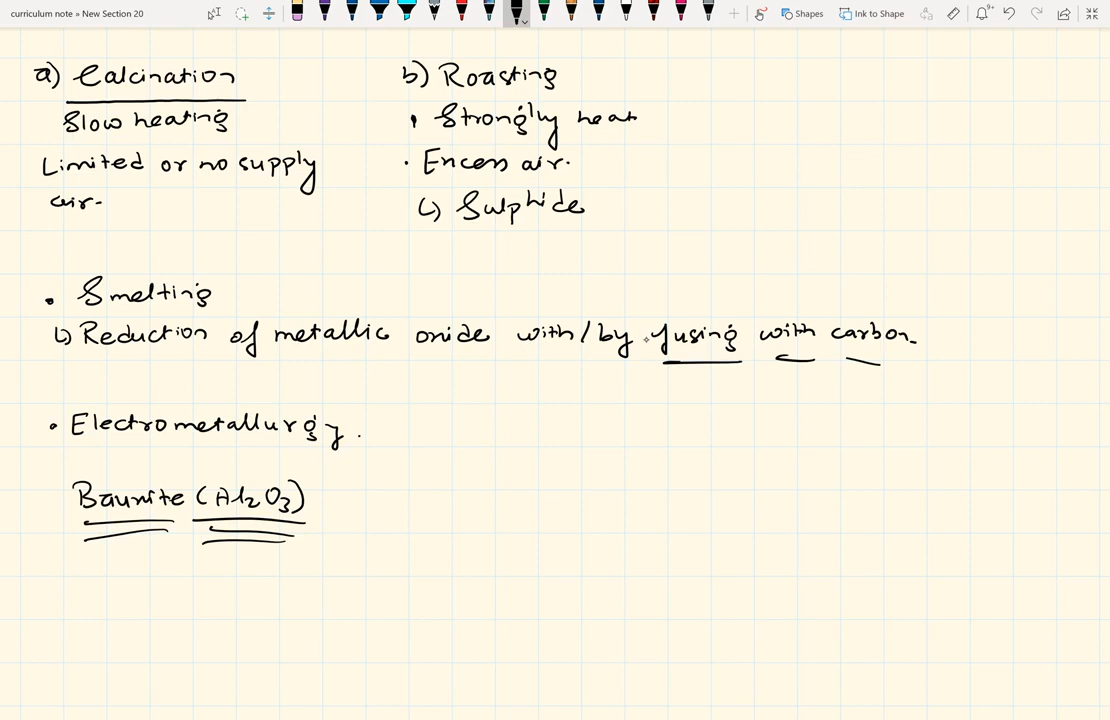 curriculum note » New Section 20
Shapes
Ink to Shape
9+
a) Calcination
Slow heating
Limited or no supply
air-
b) Roasting
Strongly heat
Excess air.
Sulphide
• Smelting
Reduction of metallic oxide with/by fusing with carbon
• Electrometallurgy.
Bauxite (Al2O3)